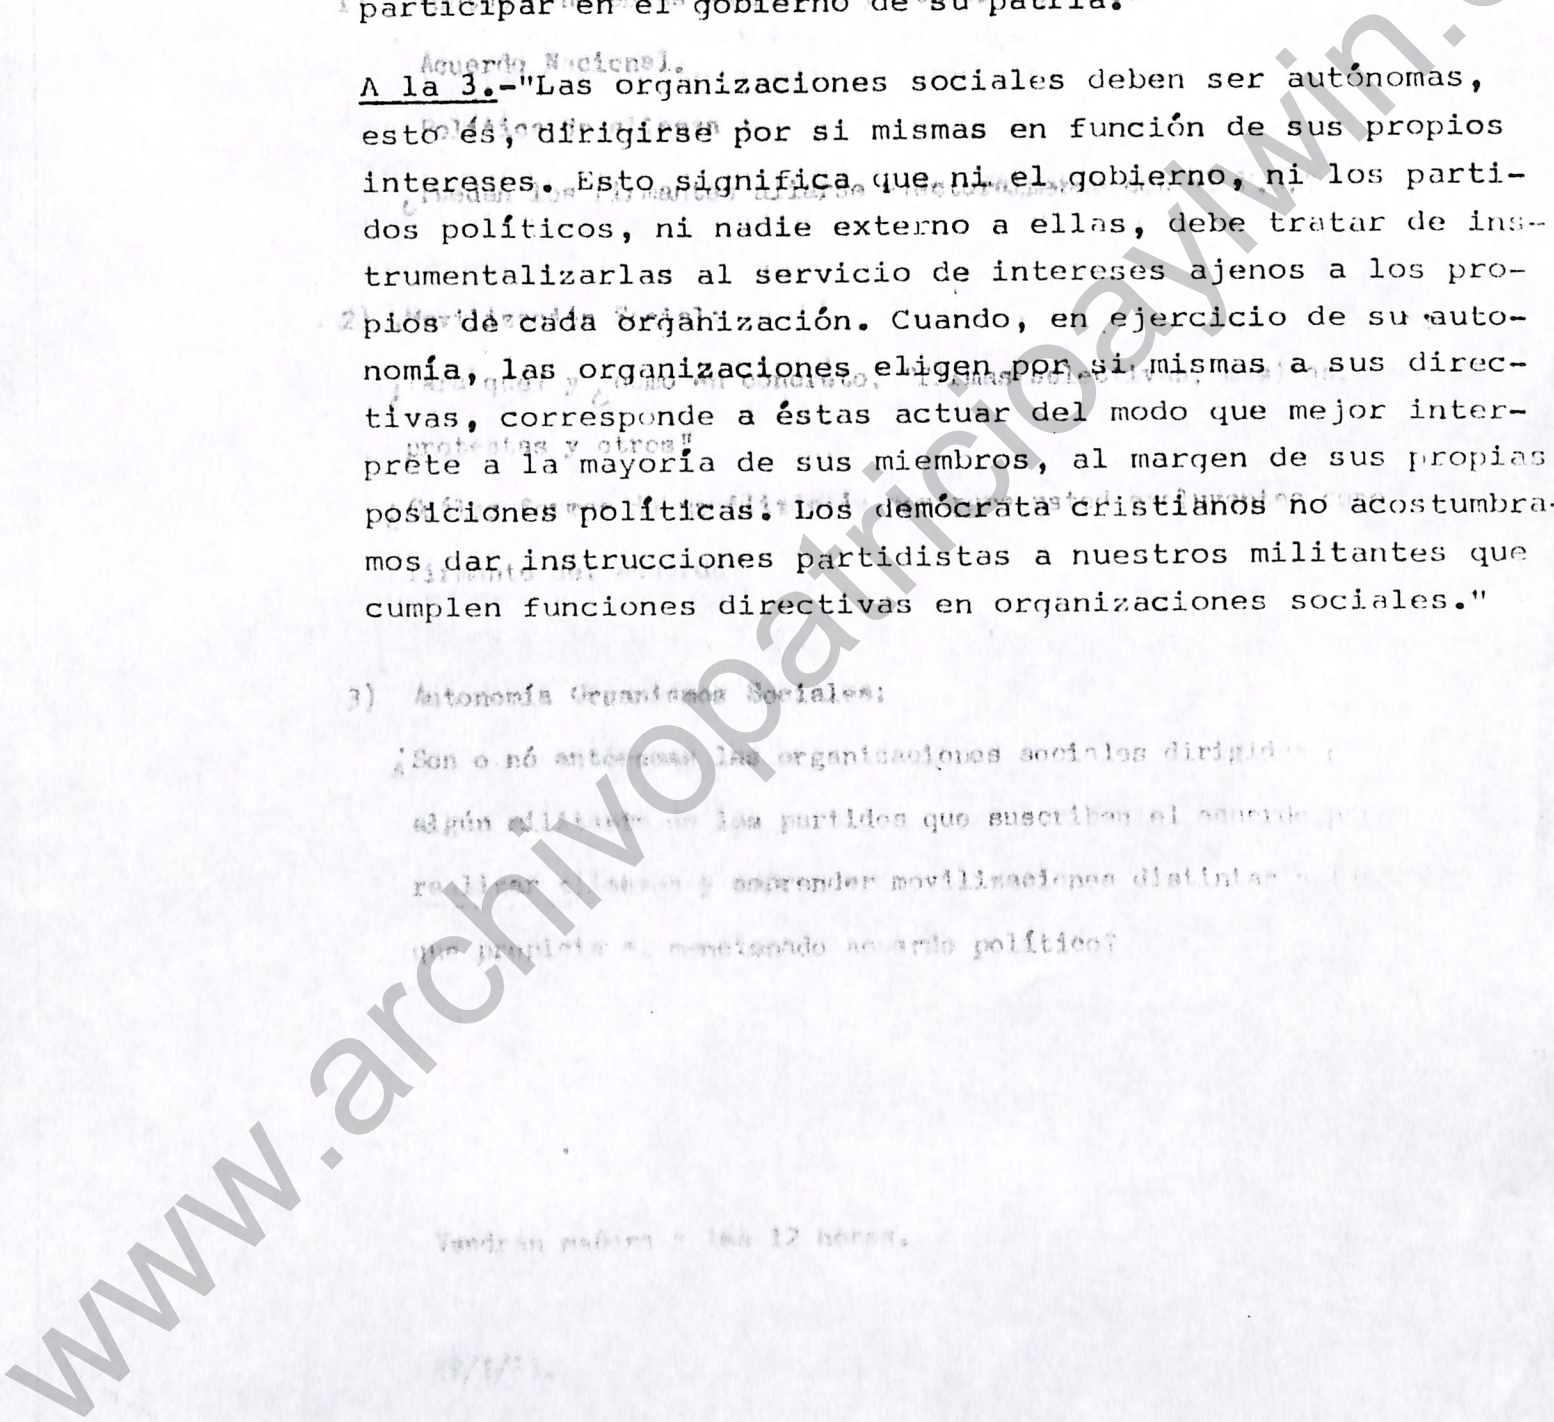 participar en el gobierno de su patria."
Acuerdo Nacional.
A la 3.-"Las organizaciones sociales deben ser autónomas,
esto és, dirigirse por si mismas en función de sus propios
intereses. Esto significa que ni el gobierno, ni los parti-
dos políticos, ni nadie externo a ellas, debe tratar de ins-
trumentalizarlas al servicio de intereses ajenos a los pro-
2)
pios de cada organización. Cuando, en ejercicio de su auto-
nomía, las organizaciones eligen por si mismas a sus direc-
tivas, corresponde a éstas actuar del modo que mejor inter-
protestas y otros"
prete a la mayoría de sus miembros, al margen de sus propias
posiciones políticas. Los demócrata cristianos no acostumbra-
mos dar instrucciones partidistas a nuestros militantes que
cumplen funciones directivas en organizaciones sociales."
3) Autonomía Organismos Sociales:
¿Son o nó autónomas las organizaciones sociales
algún los partidos que suscriben el acuerdo
realizar y emprender movilizaciones distintas
que mencionado acuerdo político?
Vendrán mañana a las 12 horas.
www.archivopatricioaylwin.